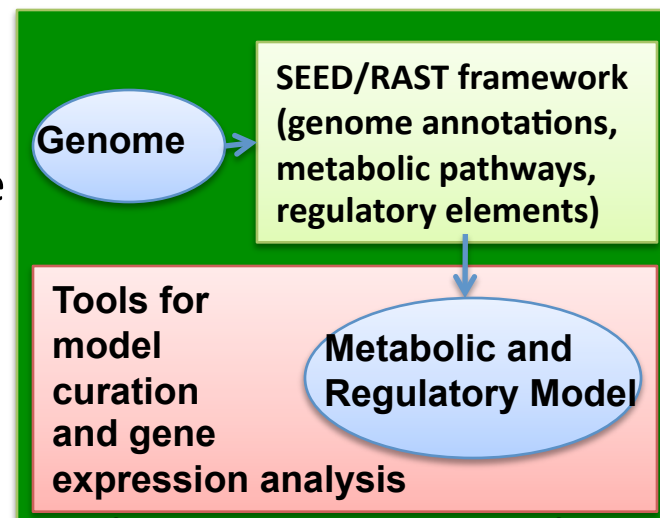 SEED/RAST framework
(genome annotations,
metabolic pathways,
regulatory elements)
Genome
e
Tools for
model
curation
and gene
expression analysis
Metabolic and
Regulatory Model